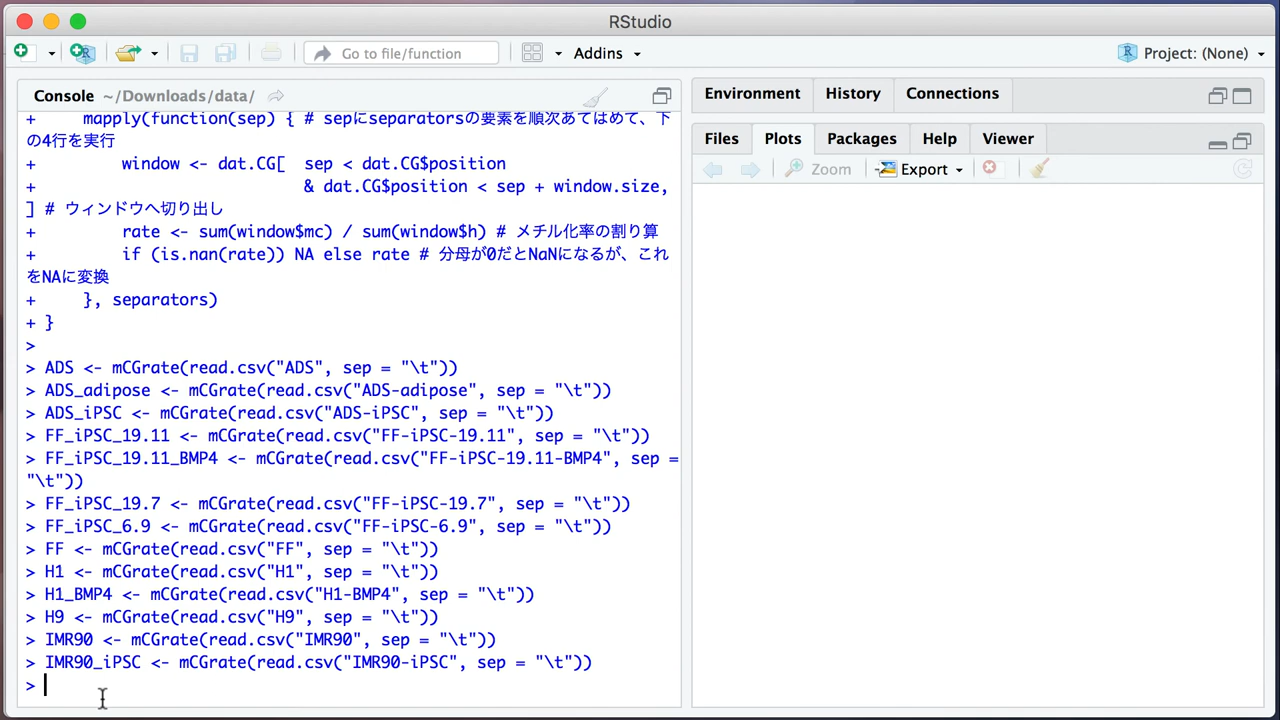 RStudio
Go to file/function
Addins
Project: (None)
Console ~/Downloads/data/
+     mapply(function(sep) { # sepにseparatorsの要素を順次あてはめて、下
の4行を実行
+         window <- dat.CG[  sep < dat.CG$position
+                            & dat.CG$position < sep + window.size,
] # ウィンドウへ切り出し
+         rate <- sum(window$mc) / sum(window$h) # メチル化率の割り算
+         if (is.nan(rate)) NA else rate # 分母が0だとNaNになるが、これ
をNAに変換
+     }, separators)
+ }
>
> ADS <- mCGrate(read.csv("ADS", sep = "\t"))
> ADS_adipose <- mCGrate(read.csv("ADS-adipose", sep = "\t"))
> ADS_iPSC <- mCGrate(read.csv("ADS-iPSC", sep = "\t"))
> FF_iPSC_19.11 <- mCGrate(read.csv("FF-iPSC-19.11", sep = "\t"))
> FF_iPSC_19.11_BMP4 <- mCGrate(read.csv("FF-iPSC-19.11-BMP4", sep =
"\t"))
> FF_iPSC_19.7 <- mCGrate(read.csv("FF-iPSC-19.7", sep = "\t"))
> FF_iPSC_6.9 <- mCGrate(read.csv("FF-iPSC-6.9", sep = "\t"))
> FF <- mCGrate(read.csv("FF", sep = "\t"))
> H1 <- mCGrate(read.csv("H1", sep = "\t"))
> H1_BMP4 <- mCGrate(read.csv("H1-BMP4", sep = "\t"))
> H9 <- mCGrate(read.csv("H9", sep = "\t"))
> IMR90 <- mCGrate(read.csv("IMR90", sep = "\t"))
> IMR90_iPSC <- mCGrate(read.csv("IMR90-iPSC", sep = "\t"))
>
Environment History Connections
Files Plots Packages Help Viewer
Zoom Export